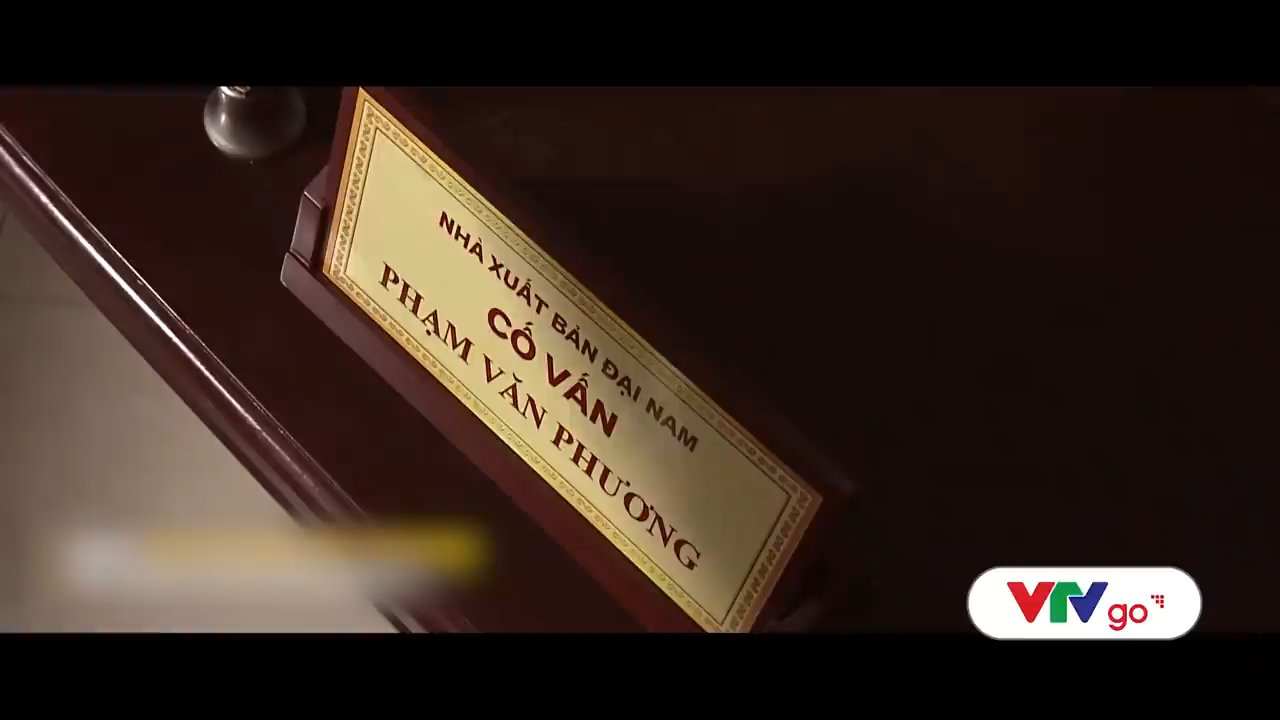 NHÀ XUẤT BẢN ĐẠI NAM
CỐ VẤN
PHẠM VĂN PHƯƠNG
VTV go